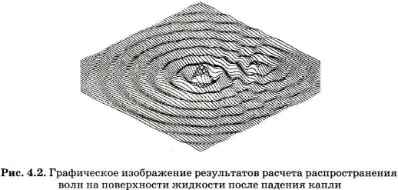 Рис. 4.2. Графическое изображение результатов расчета распространения
волн на поверхности жидкости после падения капли